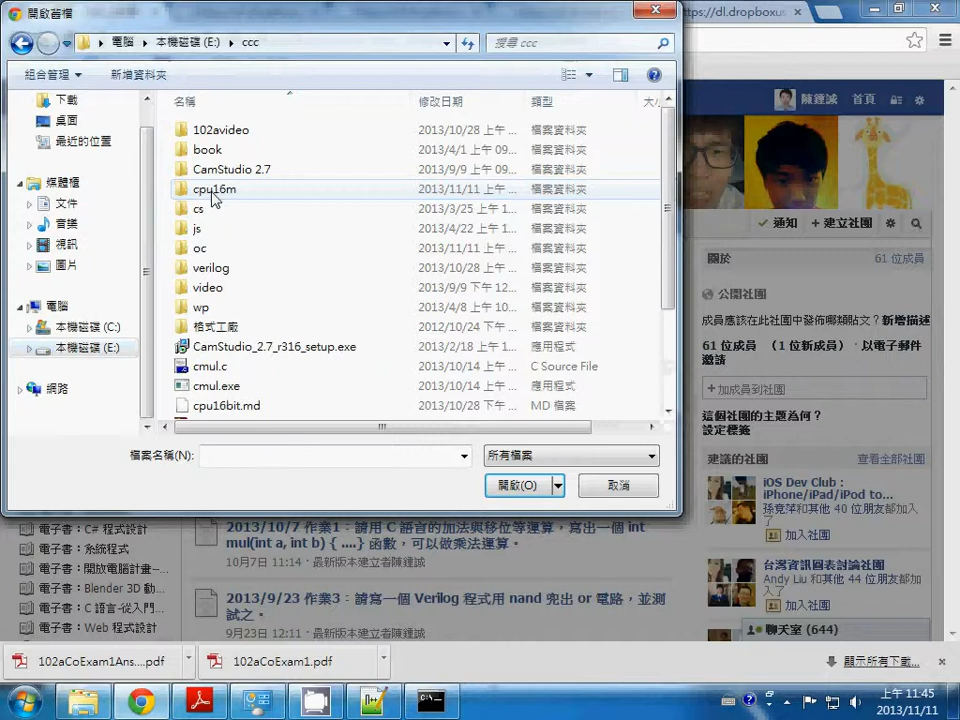 開啟舊檔
ttps://dl.dropboxus
電腦 本機磁碟 (E:) ccc
搜尋 ccc
組合管理
新增資料夾
名稱 修改日期 類型 大小
下載
桌面
最近的位置
媒體櫃
文件
音樂
視訊
圖片
電腦
本機磁碟 (C:)
本機磁碟 (E:)
網路
102avideo 2013/10/28 上午 ... 檔案資料夾
book 2013/4/1 上午 09... 檔案資料夾
CamStudio 2.7 2013/9/9 上午 09... 檔案資料夾
cpu16m 2013/11/11 上午 ... 檔案資料夾
cs 2013/3/25 上午 1... 檔案資料夾
js 2013/4/22 上午 1... 檔案資料夾
oc 2013/11/11 上午 ... 檔案資料夾
verilog 2013/10/28 上午 ... 檔案資料夾
video 2013/9/9 下午 12... 檔案資料夾
wp 2013/4/8 上午 10... 檔案資料夾
格式工廠 2012/10/24 下午 ... 檔案資料夾
CamStudio_2.7_r316_setup.exe 2013/2/18 上午 1... 應用程式
cmul.c 2013/10/14 上午 ... C Source File
cmul.exe 2013/10/14 上午 ... 應用程式
cpu16bit.md 2013/10/28 下午 ... MD 檔案
檔案名稱(N):
所有檔案
開啟(O)
取消
陳鍾誠 首頁
通知 + 建立社團
關於 61 位成員
公開社團
成員應該在此社團中發佈哪類貼文？新增描述
61 位成員 （1 位新成員）· 以電子郵件
邀請
+ 加成員到社團
這個社團的主題為何？
設定標籤
建議的社團 查看全部社團
iOS Dev Club :
iPhone/iPad/iPod to...
孫竟萍和其他 40 位朋友都加入
了
加入社團
台灣資訊圖表討論社團
Andy Liu 和其他 44 位朋友都
加入了
加入社團
聊天室 (644)
電子書：C# 程式設計
電子書：系統程式
電子書：開放電腦計畫--...
電子書：Blender 3D 動...
電子書：C 語言-從入門...
電子書：Web 程式設計
2013/10/7 作業1：請用 C 語言的加法與移位等運算，寫出一個 int
mul(int a, int b) { ....} 函數，可以做乘法運算。
10月7日 11:14 · 最新版本建立者陳鍾誠
2013/9/23 作業3：請寫一個 Verilog 程式用 nand 兜出 or 電路，並測
試之。
9月23日 12:11 · 最新版本建立者陳鍾誠
102aCoExam1Ans....pdf
102aCoExam1.pdf
顯示所有下載...
上午 11:45
2013/11/11